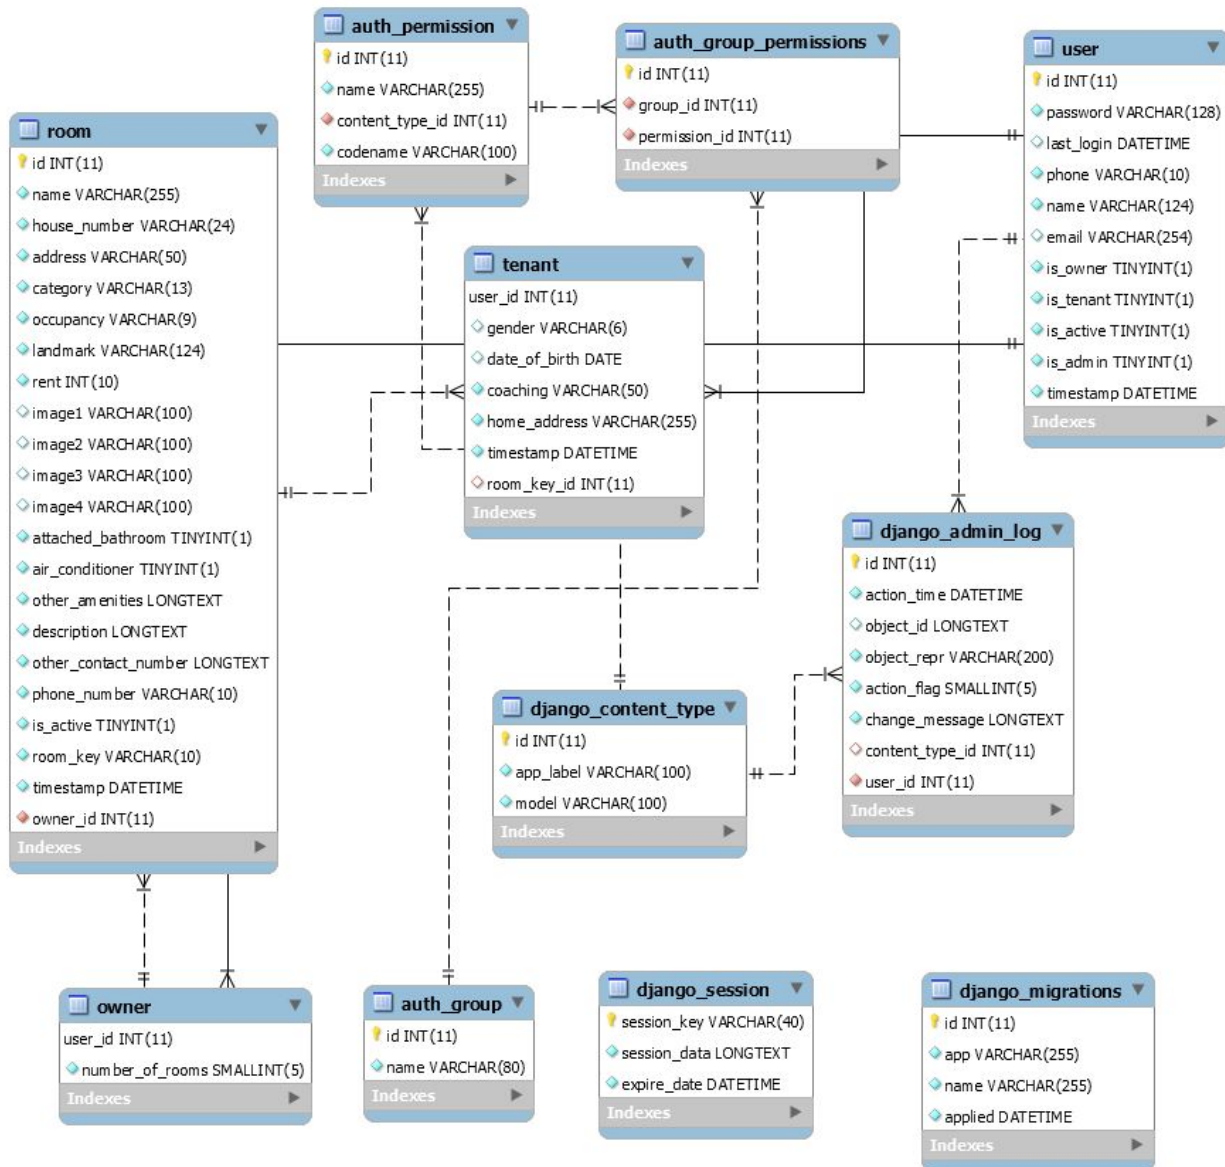 auth_permission
id INT(11)
name VARCHAR(255)
content_type_id INT(11)
codename VARCHAR(100)
Indexes
auth_group_permissions
id INT(11)
group_id INT(11)
permission_id INT(11)
Indexes
user
id INT(11)
password VARCHAR(128)
last_login DATETIME
phone VARCHAR(10)
name VARCHAR(124)
email VARCHAR(254)
is_owner TINYINT(1)
is_tenant TINYINT(1)
is_active TINYINT(1)
is_admin TINYINT(1)
timestamp DATETIME
Indexes
room
id INT(11)
name VARCHAR(255)
house_number VARCHAR(24)
address VARCHAR(50)
category VARCHAR(13)
occupancy VARCHAR(9)
landmark VARCHAR(124)
rent INT(10)
image1 VARCHAR(100)
image2 VARCHAR(100)
image3 VARCHAR(100)
image4 VARCHAR(100)
attached_bathroom TINYINT(1)
air_conditioner TINYINT(1)
other_amenities LONGTEXT
description LONGTEXT
other_contact_number LONGTEXT
phone_number VARCHAR(10)
is_active TINYINT(1)
room_key VARCHAR(10)
timestamp DATETIME
owner_id INT(11)
Indexes
tenant
user_id INT(11)
gender VARCHAR(6)
date_of_birth DATE
coaching VARCHAR(50)
home_address VARCHAR(255)
timestamp DATETIME
room_key_id INT(11)
Indexes
django_admin_log
id INT(11)
action_time DATETIME
object_id LONGTEXT
object_repr VARCHAR(200)
action_flag SMALLINT(5)
change_message LONGTEXT
content_type_id INT(11)
user_id INT(11)
Indexes
django_content_type
id INT(11)
app_label VARCHAR(100)
model VARCHAR(100)
Indexes
owner
user_id INT(11)
number_of_rooms SMALLINT(5)
Indexes
auth_group
id INT(11)
name VARCHAR(80)
Indexes
django_session
session_key VARCHAR(40)
session_data LONGTEXT
expire_date DATETIME
Indexes
django_migrations
id INT(11)
app VARCHAR(255)
name VARCHAR(255)
applied DATETIME
Indexes